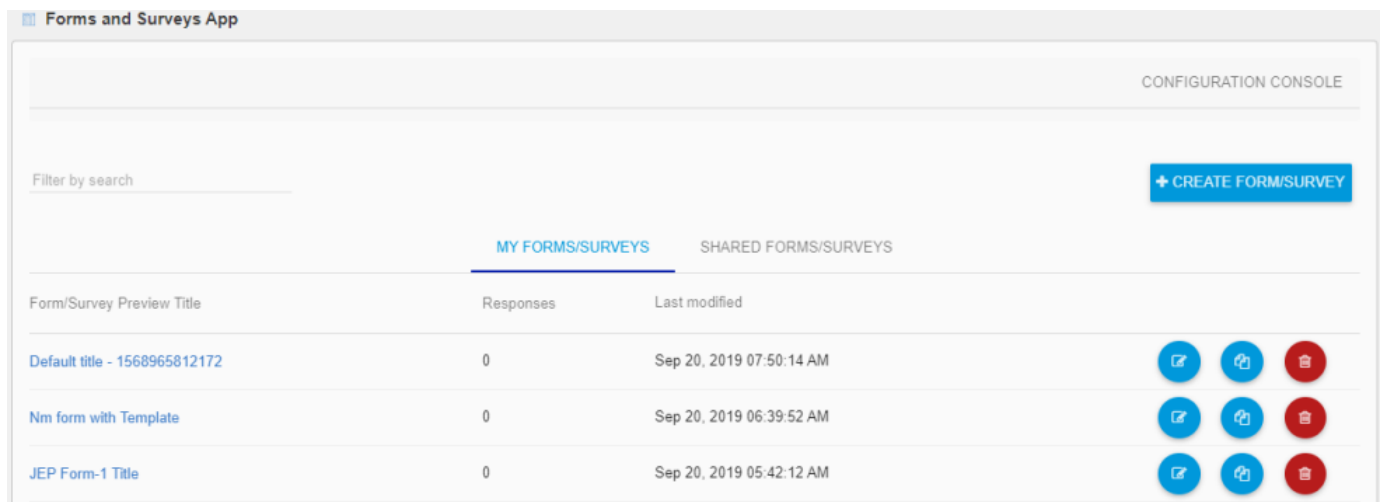 Forms and Surveys App
CONFIGURATION CONSOLE
Filter by search
+ CREATE FORM/SURVEY
MY FORMS/SURVEYS SHARED FORMS/SURVEYS
Form/Survey Preview Title Responses Last modified
Default title - 1568965812172 0 Sep 20, 2019 07:50:14 AM
Nm form with Template 0 Sep 20, 2019 06:39:52 AM
JEP Form-1 Title 0 Sep 20, 2019 05:42:12 AM